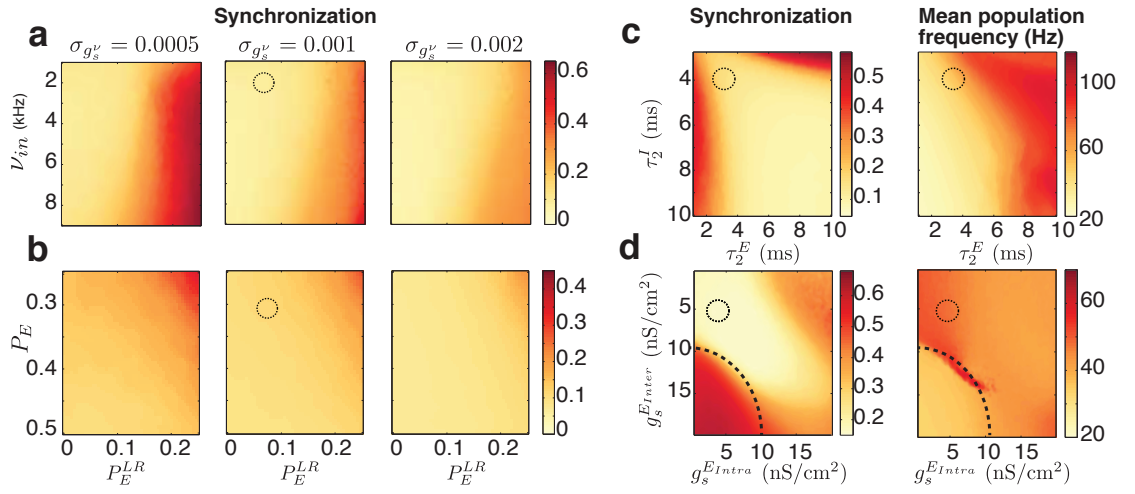 Synchronization
Synchronization
Mean population
frequency (Hz)
a
σ_{g_s^ν} = 0.0005
σ_{g_s^ν} = 0.001
σ_{g_s^ν} = 0.002
c
ν_{in} (kHz)
2
4
6
8
0.6
0.4
0.2
0
τ_2^I (ms)
4
6
8
10
2 4 6 8 10
τ_2^E (ms)
0.5
0.4
0.3
0.2
0.1
2 4 6 8 10
τ_2^E (ms)
100
80
60
40
20
b
P_E
0.3
0.4
0.5
0 0.1 0.2
P_E^{LR}
0 0.1 0.2
P_E^{LR}
0 0.1 0.2
P_E^{LR}
0.4
0.3
0.2
0.1
0
d
g_s^{E_{Inter}} (nS/cm²)
5
10
15
5 10 15
g_s^{E_{Intra}} (nS/cm²)
0.6
0.5
0.4
0.3
0.2
5 10 15
g_s^{E_{Intra}} (nS/cm²)
60
40
20